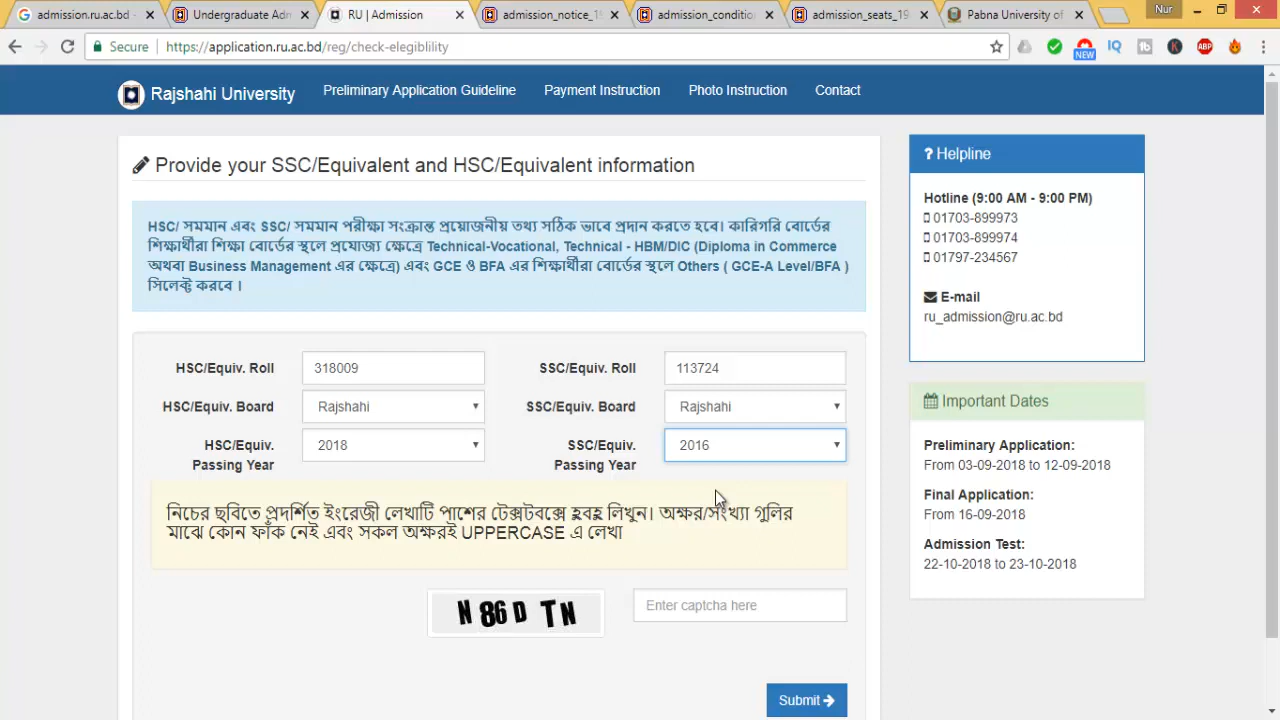 admission.ru.ac.bd -
Undergraduate Adm
RU | Admission
admission_notice_19
admission_conditio
admission_seats_19
Pabna University of
Nur
Secure
https://application.ru.ac.bd/reg/check-elegiblility
NEW
IQ
ABP
Rajshahi University
Preliminary Application Guideline
Payment Instruction
Photo Instruction
Contact
Provide your SSC/Equivalent and HSC/Equivalent information
HSC/ সমমান এবং SSC/ সমমান পরীক্ষা সংক্রান্ত প্রয়োজনীয় তথ্য সঠিক ভাবে প্রদান করতে হবে। কারিগরি বোর্ডের
শিক্ষার্থীরা শিক্ষা বোর্ডের স্থলে প্রযোজ্য ক্ষেত্রে Technical-Vocational, Technical - HBM/DIC (Diploma in Commerce
অথবা Business Management এর ক্ষেত্রে) এবং GCE ও BFA এর শিক্ষার্থীরা বোর্ডের স্থলে Others ( GCE-A Level/BFA )
সিলেক্ট করবে ।
HSC/Equiv. Roll
318009
SSC/Equiv. Roll
113724
HSC/Equiv. Board
Rajshahi
SSC/Equiv. Board
Rajshahi
HSC/Equiv.
Passing Year
2018
SSC/Equiv.
Passing Year
2016
নিচের ছবিতে প্রদর্শিত ইংরেজী লেখাটি পাশের টেক্সটবক্সে হুবহু লিখুন। অক্ষর/সংখ্যা গুলির
মাঝে কোন ফাঁক নেই এবং সকল অক্ষরই UPPERCASE এ লেখা
N 86D TN
Enter captcha here
Submit
? Helpline
Hotline (9:00 AM - 9:00 PM)
01703-899973
01703-899974
01797-234567
E-mail
ru_admission@ru.ac.bd
Important Dates
Preliminary Application:
From 03-09-2018 to 12-09-2018
Final Application:
From 16-09-2018
Admission Test:
22-10-2018 to 23-10-2018